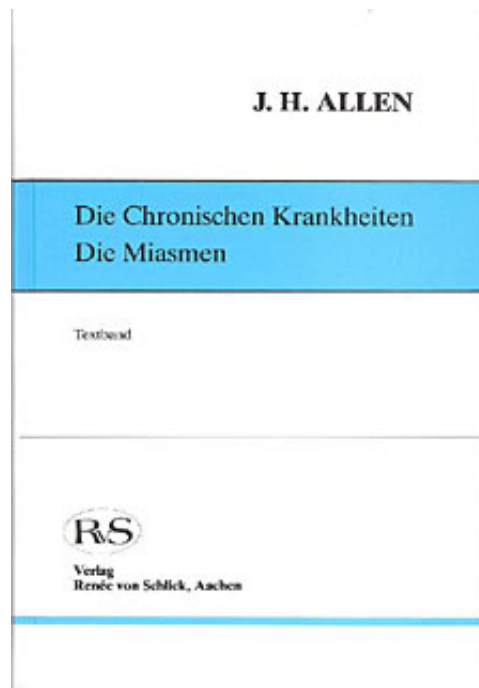 J. H. ALLEN
Die Chronischen Krankheiten
Die Miasmen
Textband
RvS
Verlag
Renée von Schlick, Aachen